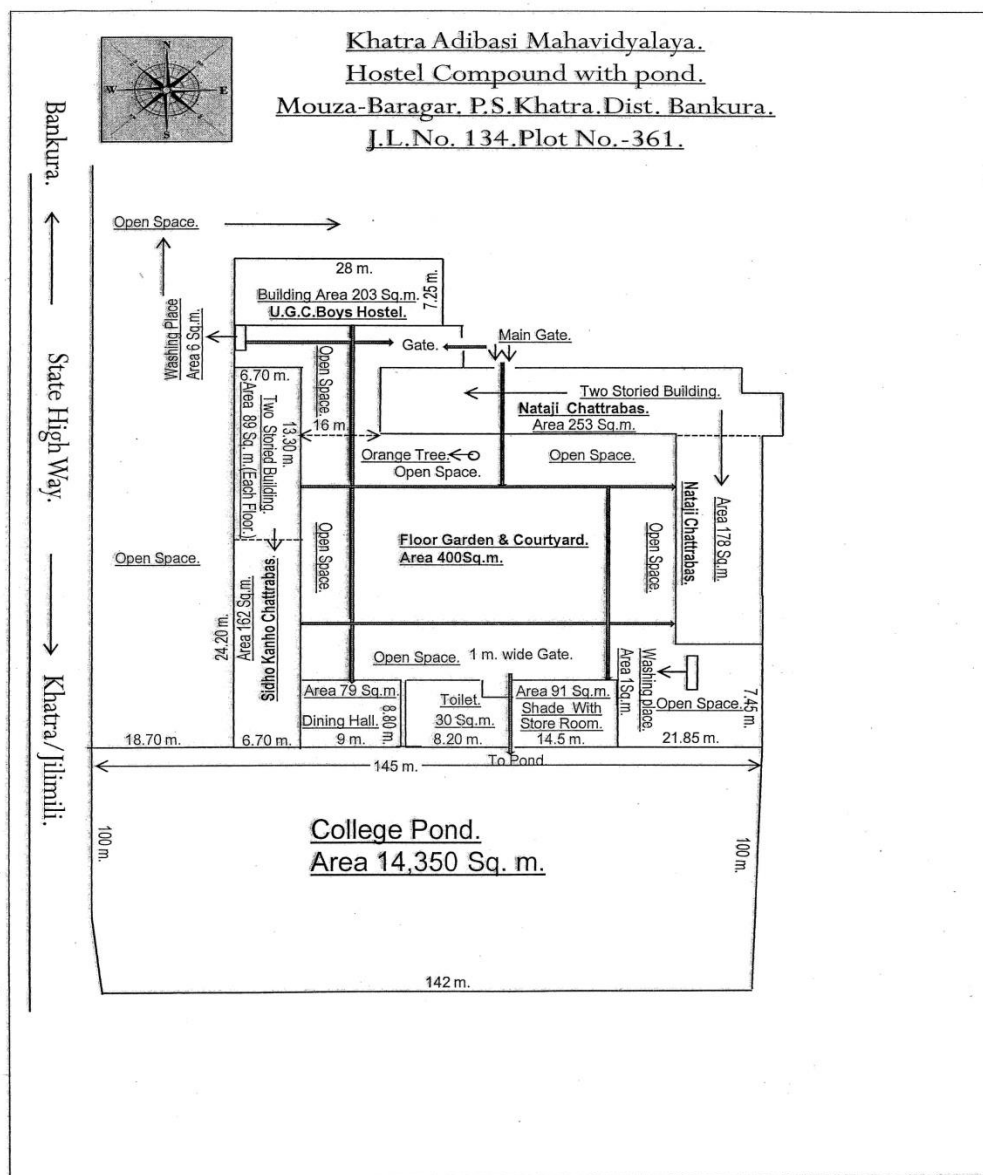 Khatra Adibasi Mahavidyalaya.
Hostel Compound with pond.
Mouza-Baragar. P.S.Khatra.Dist. Bankura.
J.L.No. 134.Plot No.-361.
N
W
E
S
Bankura.
State High Way.
Khatra/Jilimili.
Open Space.
28 m.
7.25 m.
Building Area 203 Sq.m.
U.G.C.Boys Hostel.
Washing Place
Area 6 Sq.m.
Gate.
Main Gate.
Open Space.
16 m.
6.70 m.
13.30 m.
Two Storied Building.
Area 89 Sq. m.(Each Floor.)
Two Storied Building.
Nataji Chattrabas.
Area 253 Sq.m.
Orange Tree.
Open Space.
Open Space.
Nataji Chattrabas.
Area 178 Sq.m.
Open Space.
Open Space.
Floor Garden & Courtyard.
Area 400Sq.m.
Open Space.
24.20 m.
Area 162 Sq.m.
Sidho Kanho Chattrabas.
Open Space.
1 m. wide Gate.
Washing place.
Area 1Sq.m.
Open Space.
7.45 m.
Area 79 Sq.m.
Dining Hall.
9 m.
8.80 m.
Toilet.
30 Sq.m.
8.20 m.
Area 91 Sq.m.
Shade With
Store Room.
14.5 m.
21.85 m.
18.70 m.
6.70 m.
To Pond
145 m.
100 m.
100 m.
College Pond.
Area 14,350 Sq. m.
142 m.